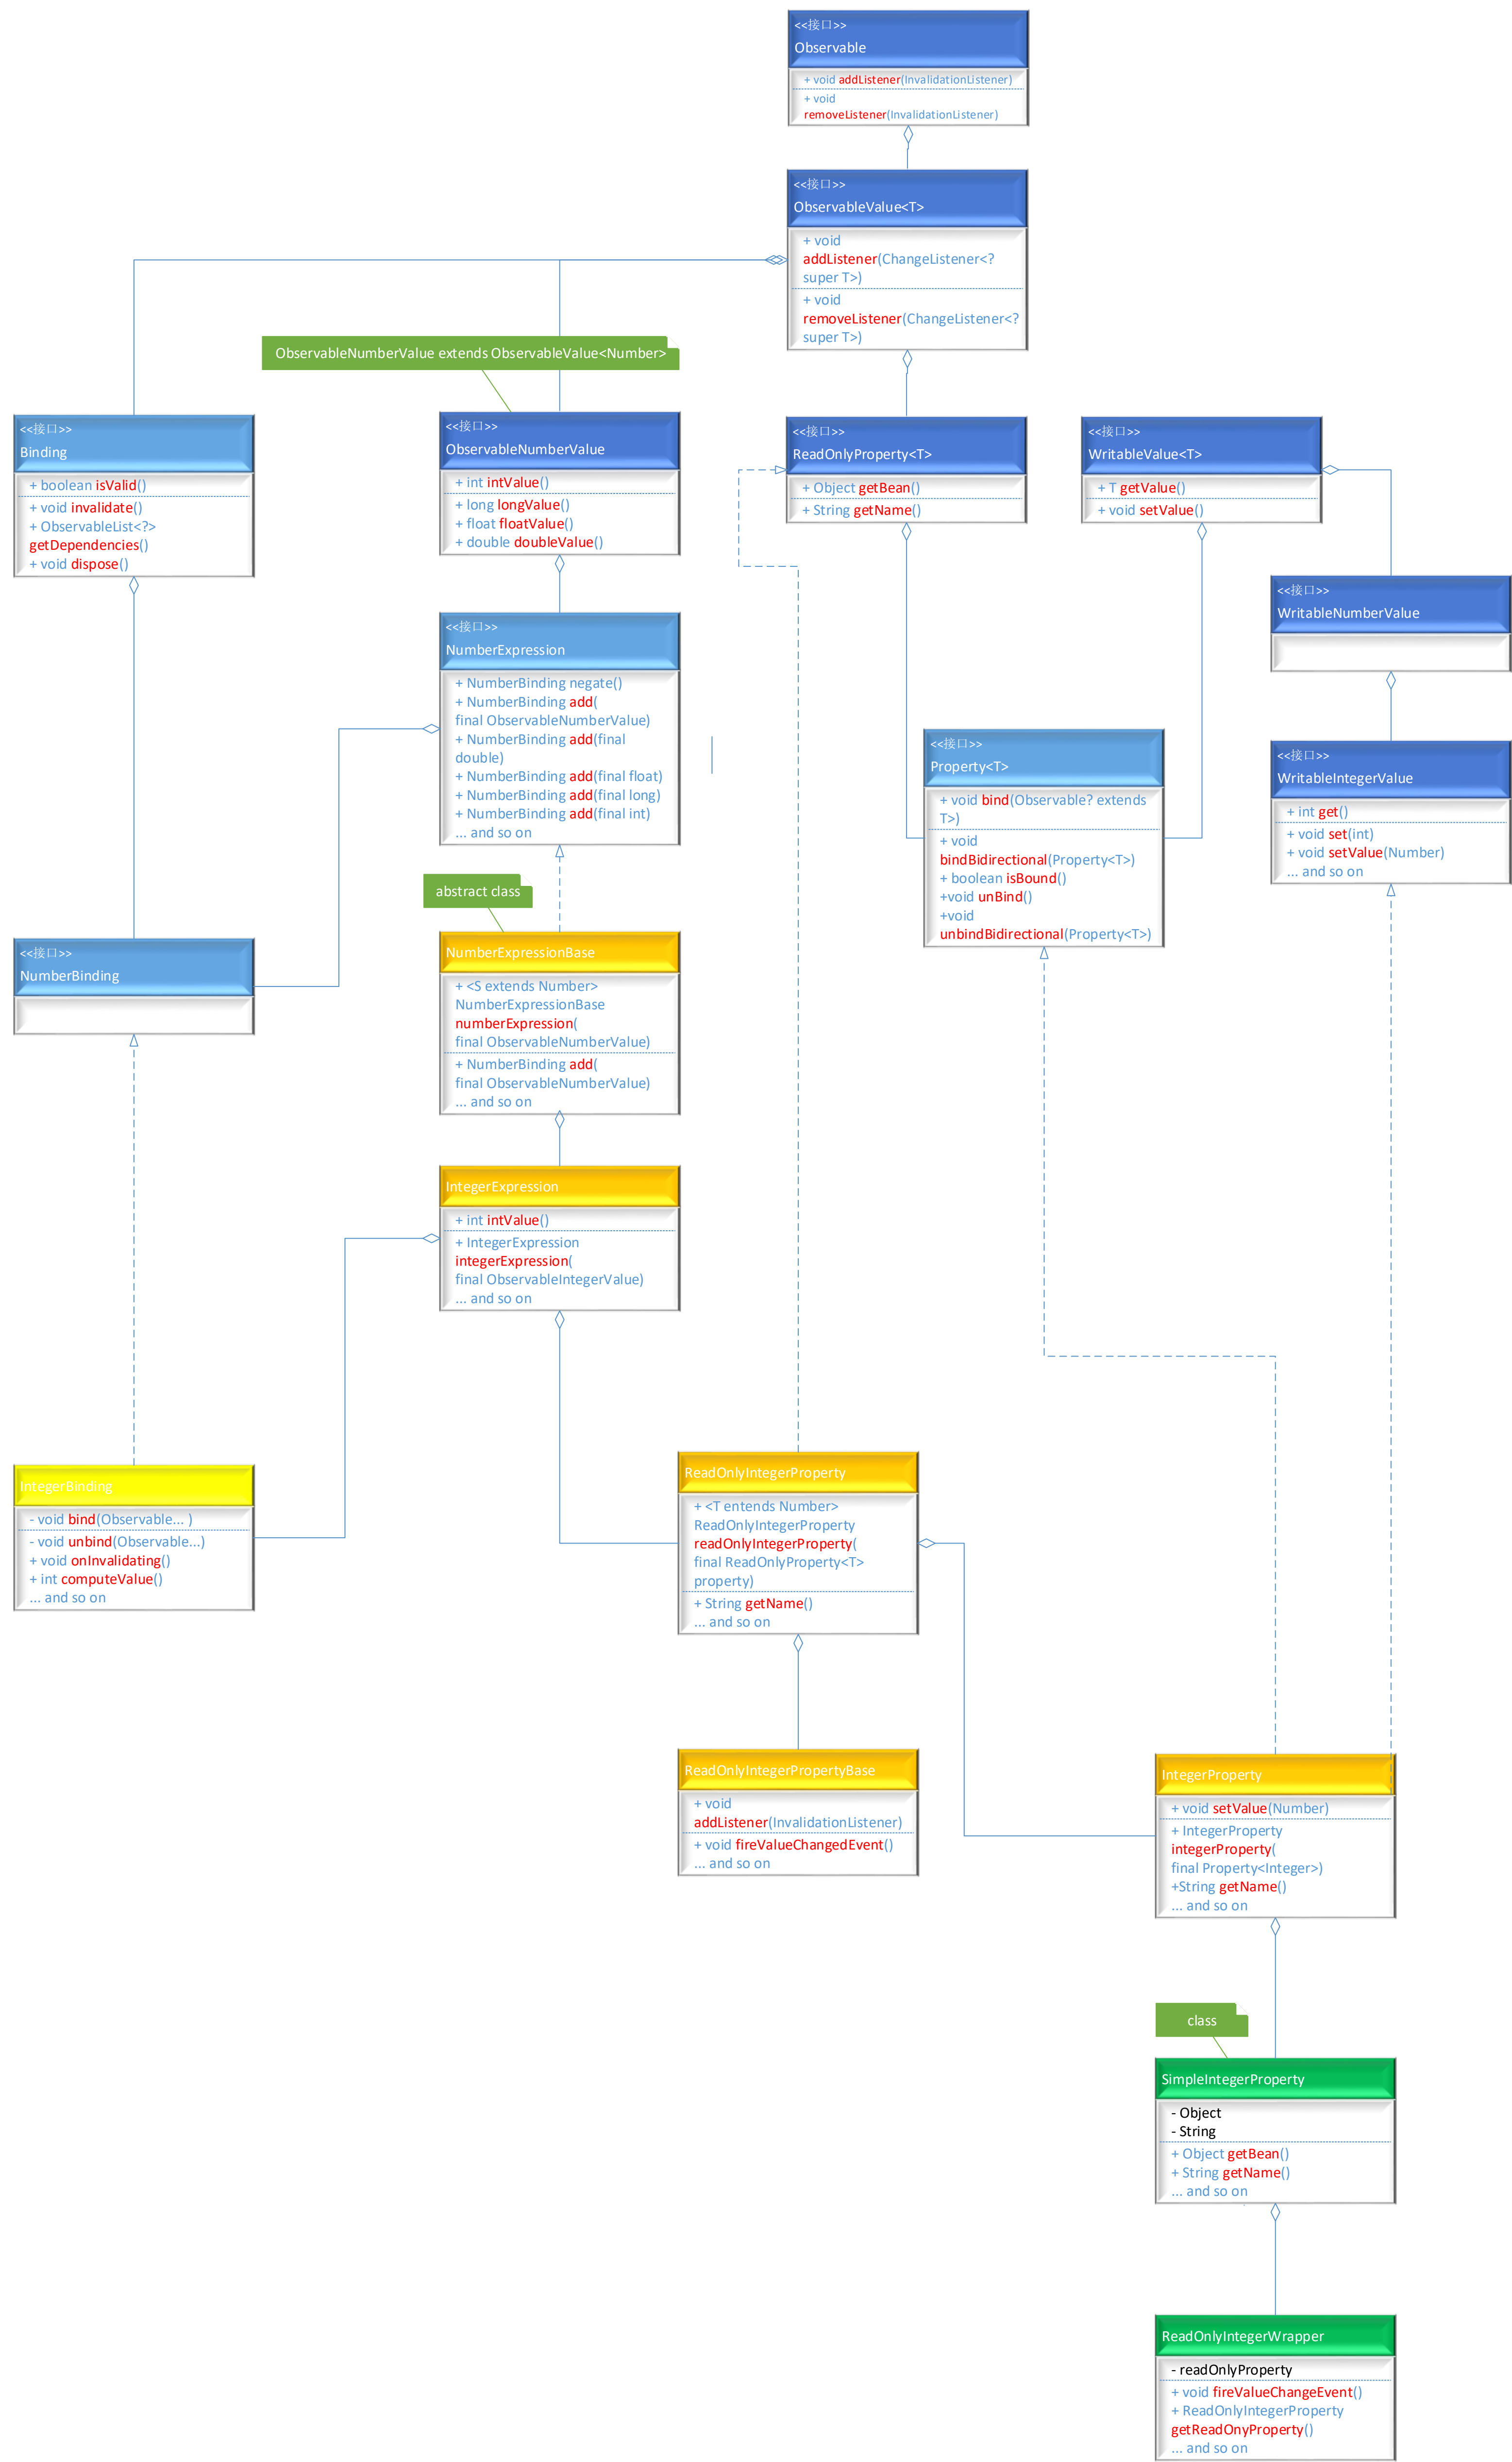 <<接口>>
Observable
+ void addListener(InvalidationListener)
+ void
removeListener(InvalidationListener)
<<接口>>
ObservableValue<T>
+ void
addListener(ChangeListener<?
super T>)
+ void
removeListener(ChangeListener<?
super T>)
ObservableNumberValue extends ObservableValue<Number>
<<接口>>
Binding
+ boolean isValid()
+ void invalidate()
+ ObservableList<?>
getDependencies()
+ void dispose()
<<接口>>
ObservableNumberValue
+ int intValue()
+ long longValue()
+ float floatValue()
+ double doubleValue()
<<接口>>
ReadOnlyProperty<T>
+ Object getBean()
+ String getName()
<<接口>>
WritableValue<T>
+ T getValue()
+ void setValue()
<<接口>>
WritableNumberValue
<<接口>>
NumberExpression
+ NumberBinding negate()
+ NumberBinding add(
final ObservableNumberValue)
+ NumberBinding add(final
double)
+ NumberBinding add(final float)
+ NumberBinding add(final long)
+ NumberBinding add(final int)
... and so on
<<接口>>
Property<T>
+ void bind(Observable? extends
T>)
+ void
bindBidirectional(Property<T>)
+ boolean isBound()
+void unBind()
+void
unbindBidirectional(Property<T>)
<<接口>>
WritableIntegerValue
+ int get()
+ void set(int)
+ void setValue(Number)
... and so on
abstract class
<<接口>>
NumberBinding
NumberExpressionBase
+ <S extends Number>
NumberExpressionBase
numberExpression(
final ObservableNumberValue)
+ NumberBinding add(
final ObservableNumberValue)
... and so on
IntegerExpression
+ int intValue()
+ IntegerExpression
integerExpression(
final ObservableIntegerValue)
... and so on
IntegerBinding
- void bind(Observable... )
- void unbind(Observable...)
+ void onInvalidating()
+ int computeValue()
... and so on
ReadOnlyIntegerProperty
+ <T entends Number>
ReadOnlyIntegerProperty
readOnlyIntegerProperty(
final ReadOnlyProperty<T>
property)
+ String getName()
... and so on
ReadOnlyIntegerPropertyBase
+ void
addListener(InvalidationListener)
+ void fireValueChangedEvent()
... and so on
IntegerProperty
+ void setValue(Number)
+ IntegerProperty
integerProperty(
final Property<Integer>)
+String getName()
... and so on
class
SimpleIntegerProperty
- Object
- String
+ Object getBean()
+ String getName()
... and so on
ReadOnlyIntegerWrapper
- readOnlyProperty
+ void fireValueChangeEvent()
+ ReadOnlyIntegerProperty
getReadOnyProperty()
... and so on